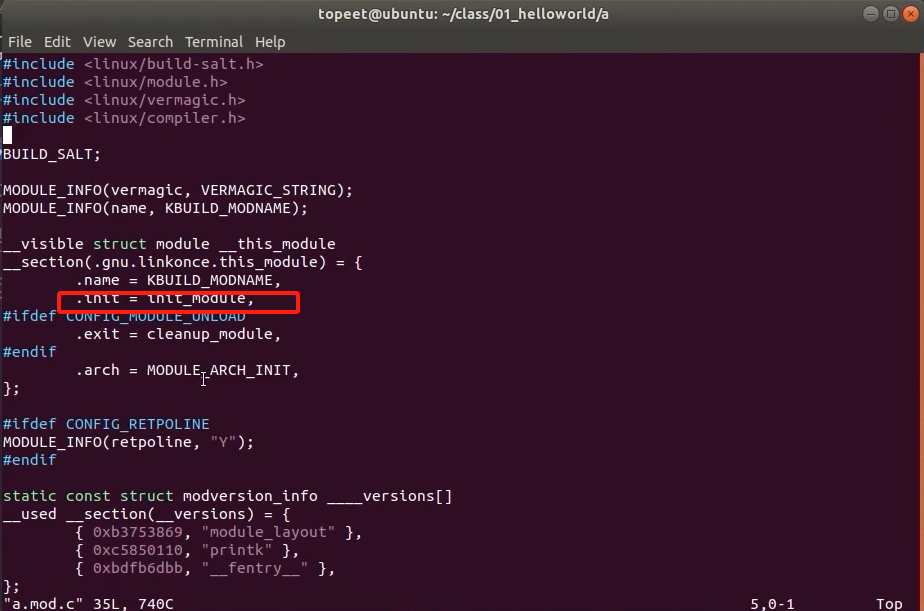 topeet@ubuntu: ~/class/01_helloworld/a
File Edit View Search Terminal Help
#include <linux/build-salt.h>
#include <linux/module.h>
#include <linux/vermagic.h>
#include <linux/compiler.h>
BUILD_SALT;
MODULE_INFO(vermagic, VERMAGIC_STRING);
MODULE_INFO(name, KBUILD_MODNAME);
__visible struct module __this_module
__section(.gnu.linkonce.this_module) = {
.name = KBUILD_MODNAME,
.init = init_module,
#ifdef CONFIG_MODULE_UNLOAD
.exit = cleanup_module,
#endif
.arch = MODULE_ARCH_INIT,
};
#ifdef CONFIG_RETPOLINE
MODULE_INFO(retpoline, "Y");
#endif
static const struct modversion_info ____versions[]
__used __section(__versions) = {
{ 0xb3753869, "module_layout" },
{ 0xc5850110, "printk" },
{ 0xbdfb6dbb, "__fentry__" },
};
"a.mod.c" 35L, 740C 5,0-1 Top